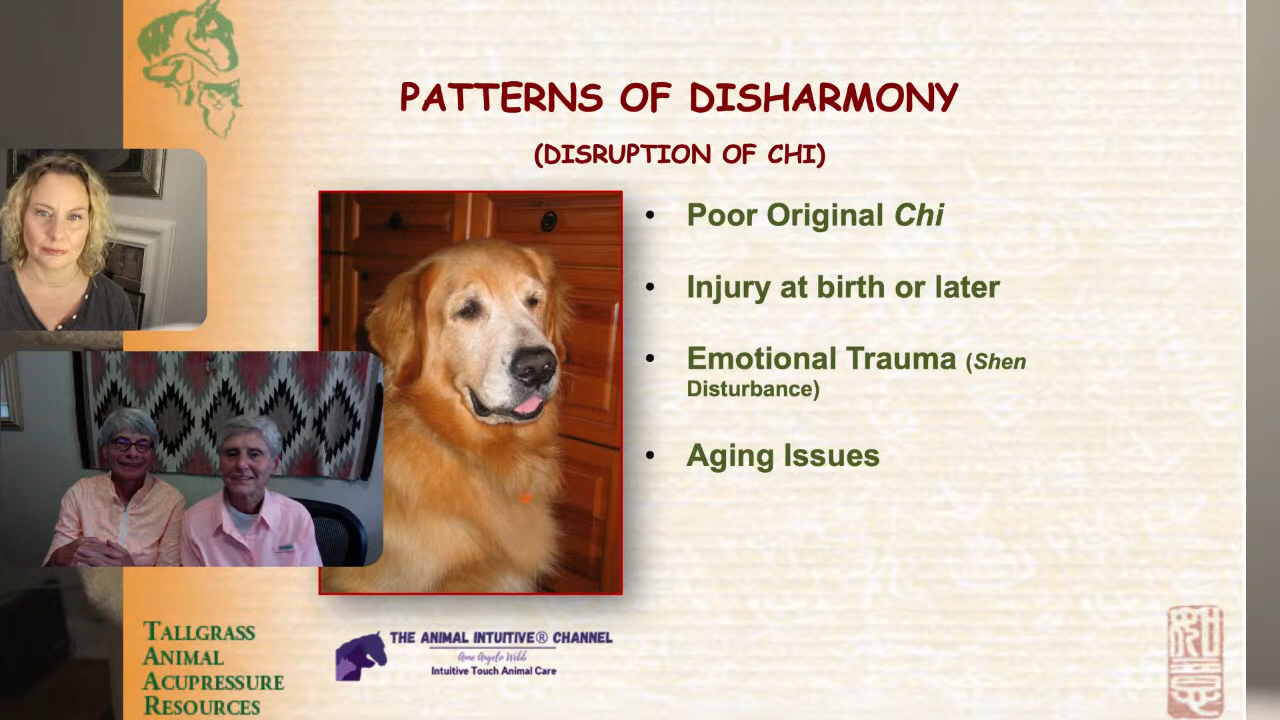 PATTERNS OF DISHARMONY
(DISRUPTION OF CHI)
• Poor Original Chi
• Injury at birth or later
• Emotional Trauma (Shen
Disturbance)
• Aging Issues
TALLGRASS
ANIMAL
ACUPRESSURE
RESOURCES
THE ANIMAL INTUITIVE® CHANNEL
Anne Angelo Webb
Intuitive Touch Animal Care